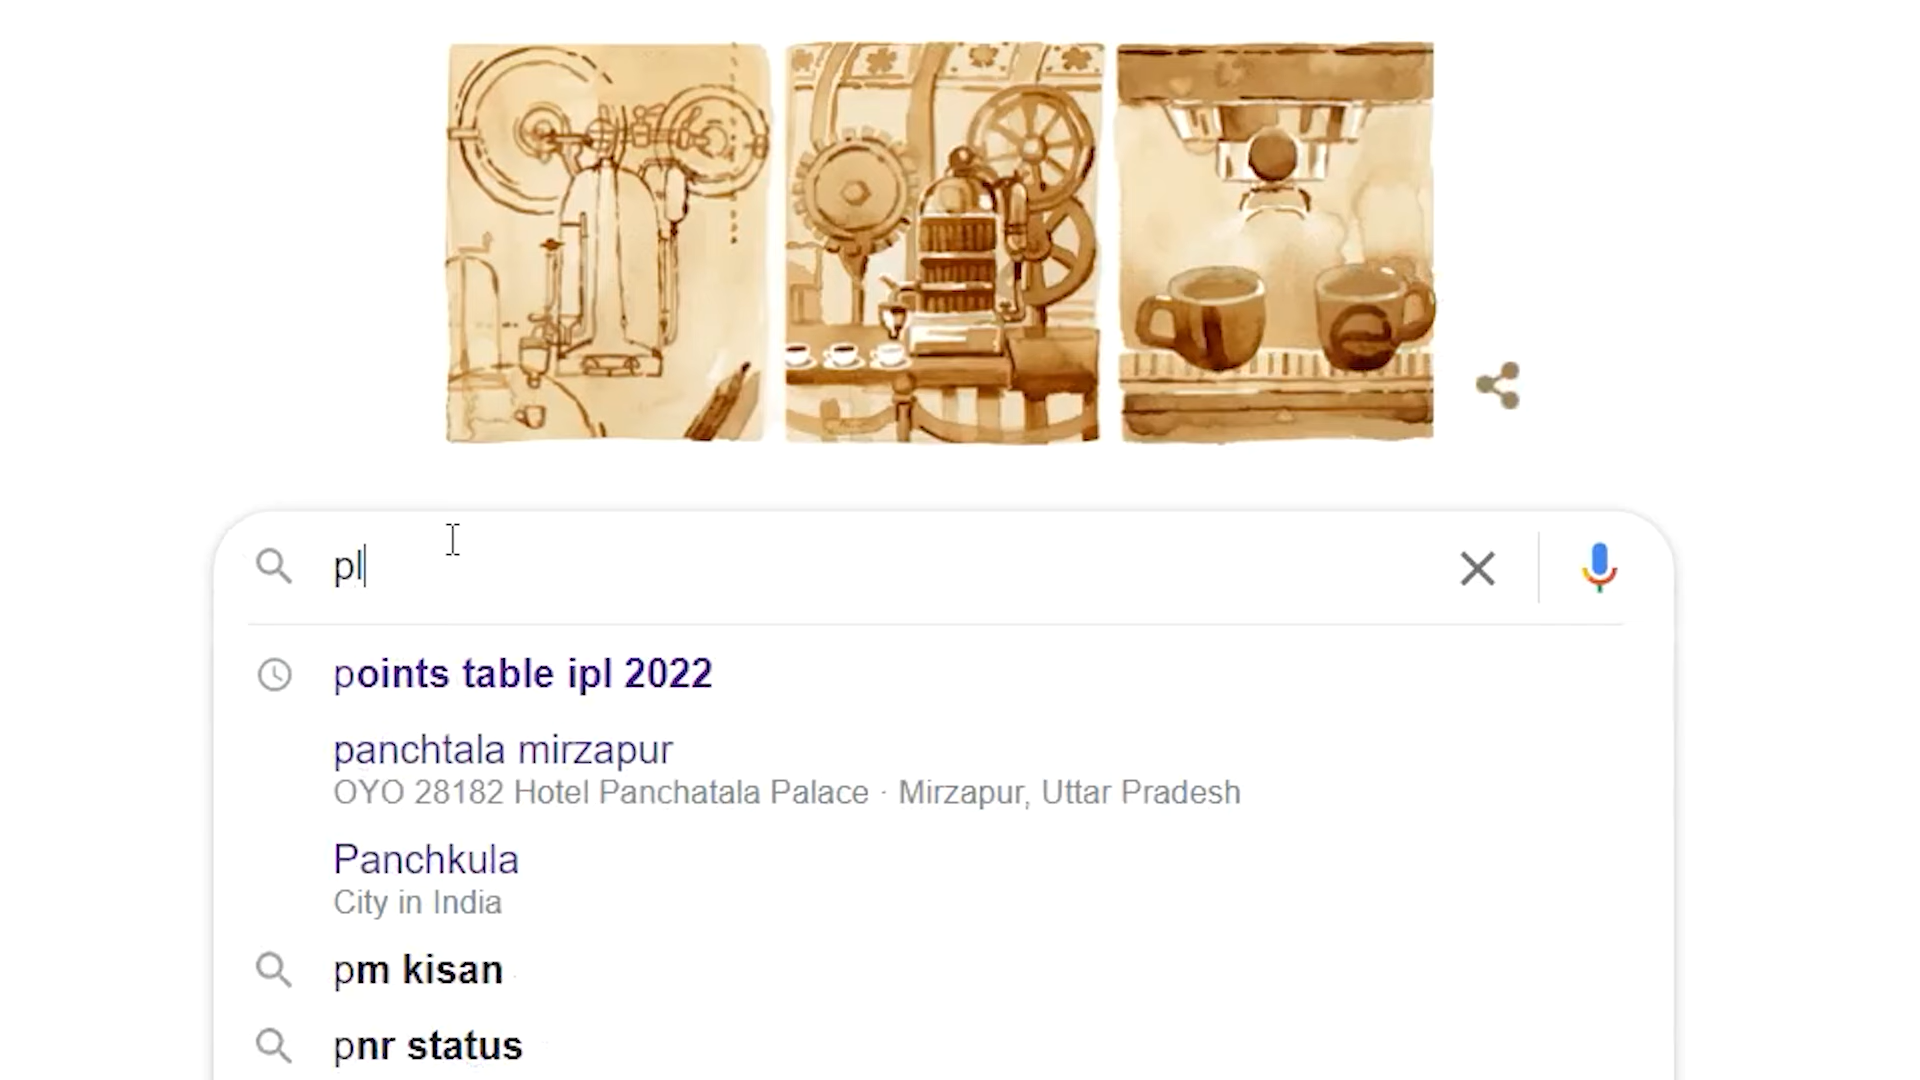 pl
points table ipl 2022
panchtala mirzapur
OYO 28182 Hotel Panchatala Palace · Mirzapur, Uttar Pradesh
Panchkula
City in India
pm kisan
pnr status